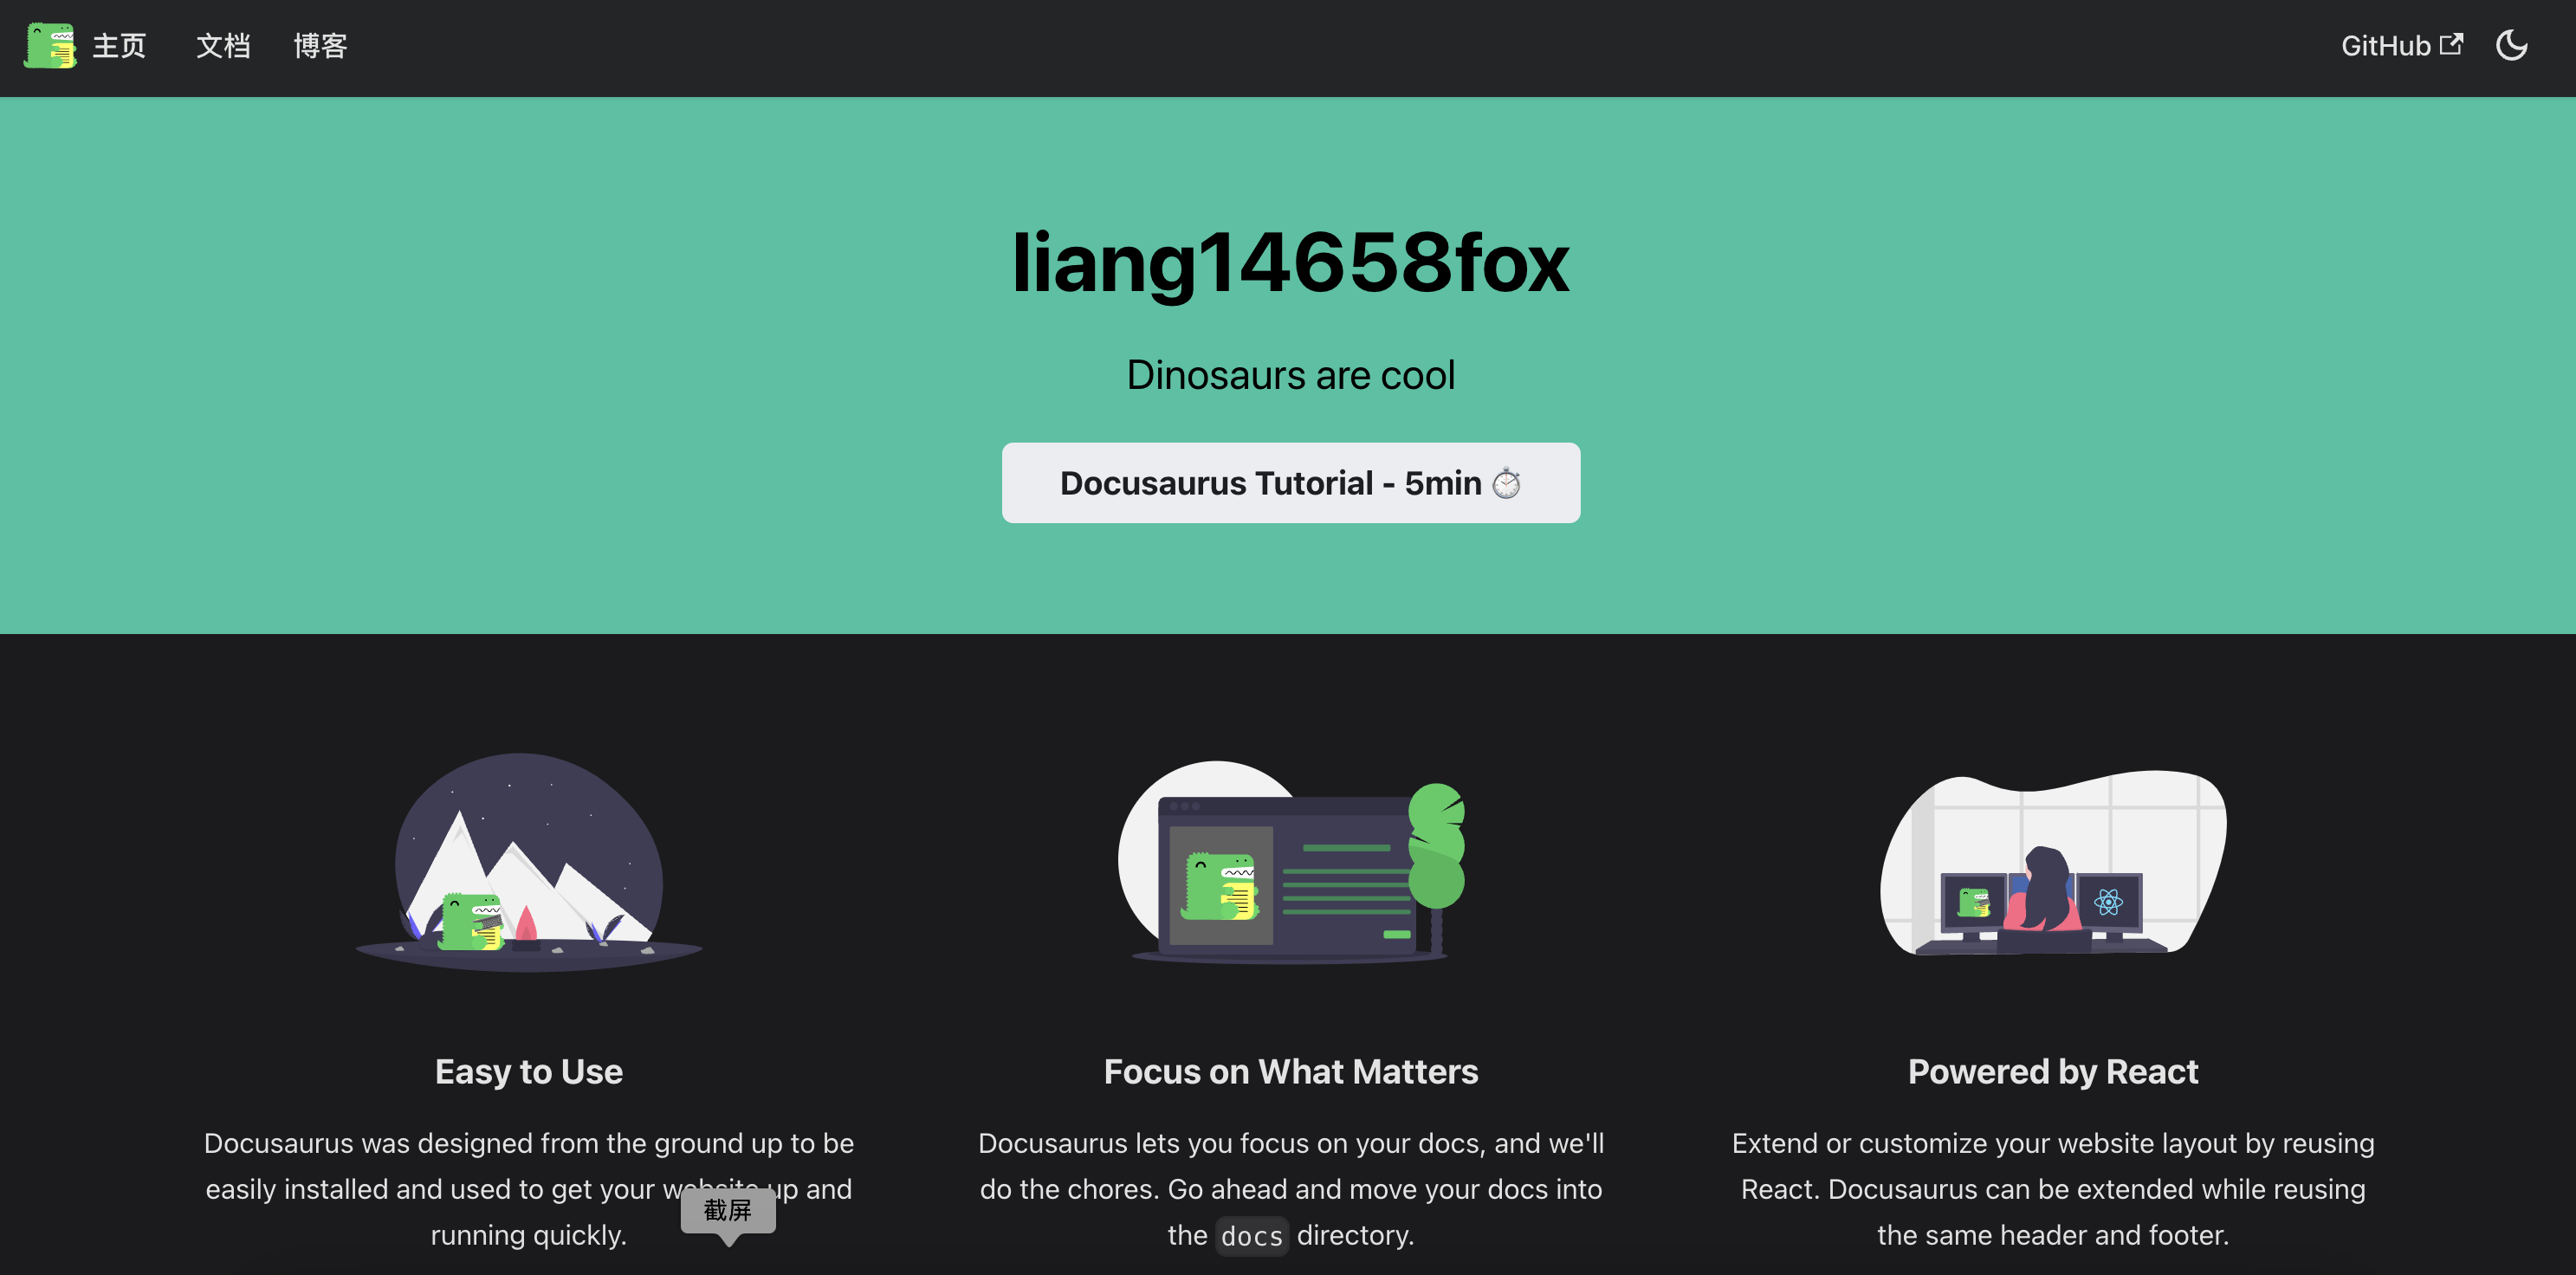 主页 文档 博客 GitHub
liang14658fox
Dinosaurs are cool
Docusaurus Tutorial - 5min ⏱️
Easy to Use
Docusaurus was designed from the ground up to be
easily installed and used to get your website up and
running quickly.
Focus on What Matters
Docusaurus lets you focus on your docs, and we'll
do the chores. Go ahead and move your docs into
the docs directory.
Powered by React
Extend or customize your website layout by reusing
React. Docusaurus can be extended while reusing
the same header and footer.
截屏